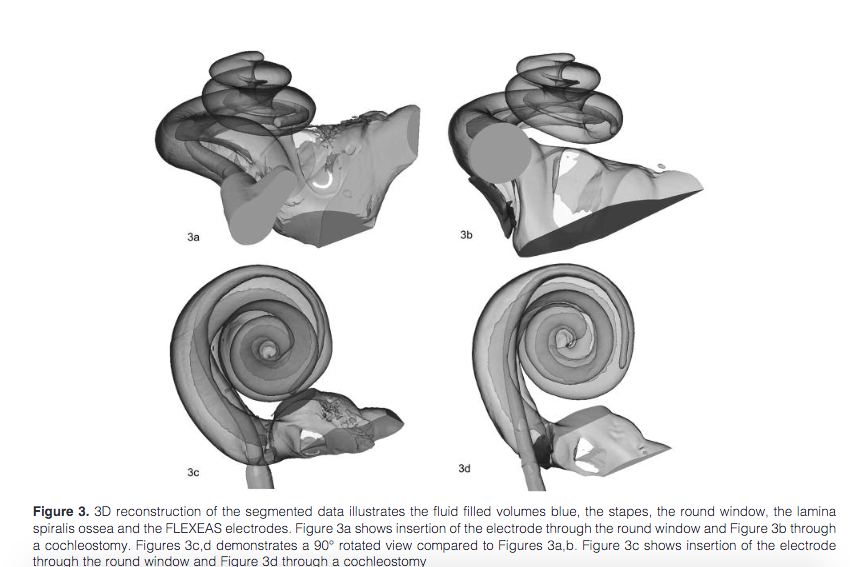 3a
3b
3c
3d
Figure 3. 3D reconstruction of the segmented data illustrates the fluid filled volumes blue, the stapes, the round window, the lamina
spiralis ossea and the FLEXEAS electrodes. Figure 3a shows insertion of the electrode through the round window and Figure 3b through
a cochleostomy. Figures 3c,d demonstrates a 90° rotated view compared to Figures 3a,b. Figure 3c shows insertion of the electrode
through the round window and Figure 3d through a cochleostomy